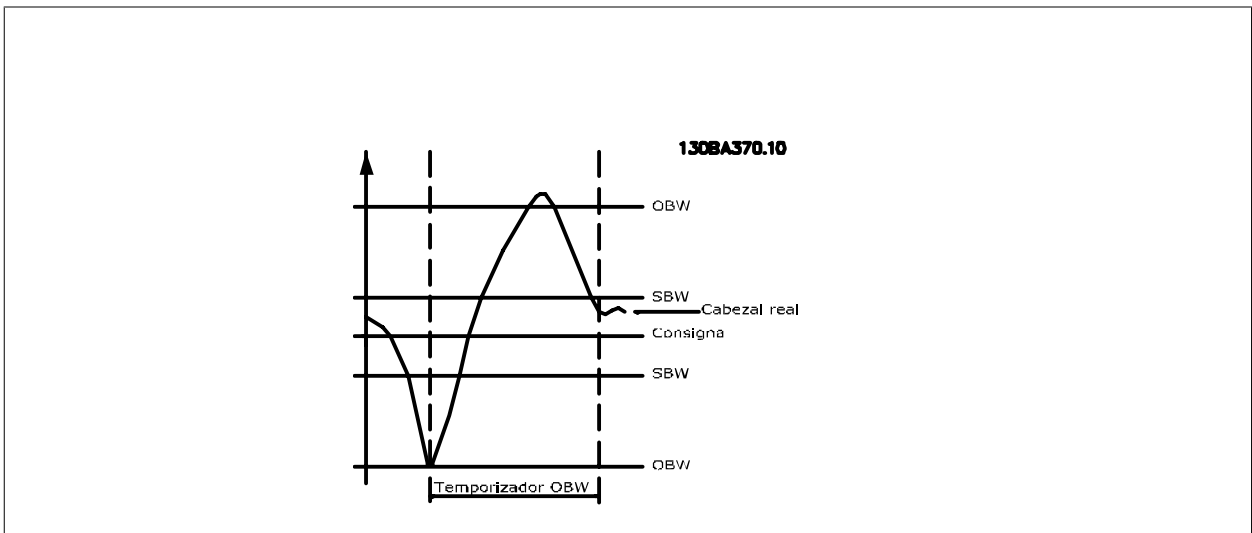 130BA370.10
OBW
SBW
Cabezal real
Consigna
SBW
OBW
Temporizador OBW